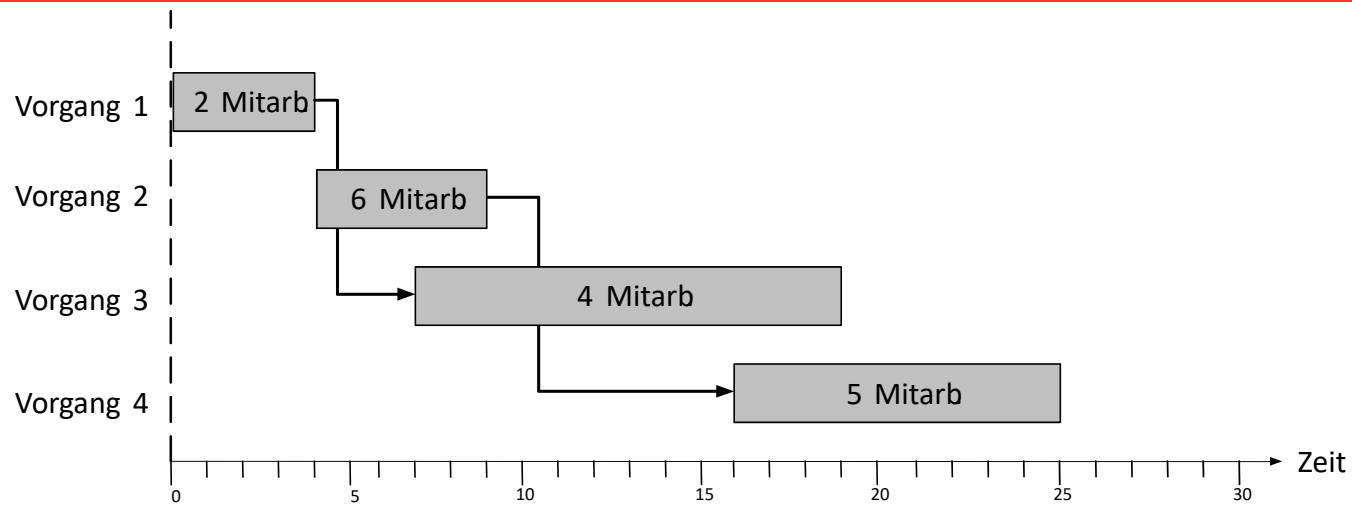 Vorgang 1
2 Mitarb.
Vorgang 2
6 Mitarb.
Vorgang 3
4 Mitarb.
Vorgang 4
5 Mitarb.
Zeit
0 5 10 15 20 25 30